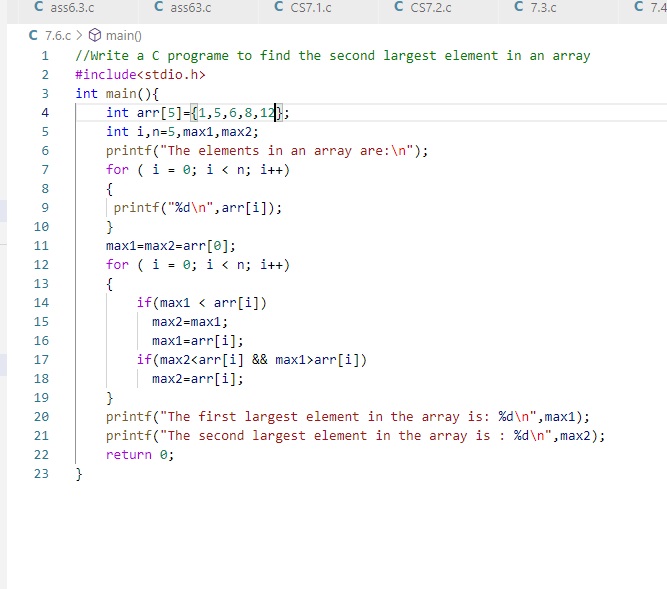 C ass6.3.c C ass63.c C CS7.1.c C CS7.2.c C 7.3.c C 7.4
C 7.6.c > main()
1 //Write a C programe to find the second largest element in an array
2 #include<stdio.h>
3 int main(){
4 int arr[5]={1,5,6,8,12};
5 int i,n=5,max1,max2;
6 printf("The elements in an array are:\n");
7 for ( i = 0; i < n; i++)
8 {
9 printf("%d\n",arr[i]);
10 }
11 max1=max2=arr[0];
12 for ( i = 0; i < n; i++)
13 {
14 if(max1 < arr[i])
15 max2=max1;
16 max1=arr[i];
17 if(max2<arr[i] && max1>arr[i])
18 max2=arr[i];
19 }
20 printf("The first largest element in the array is: %d\n",max1);
21 printf("The second largest element in the array is : %d\n",max2);
22 return 0;
23 }